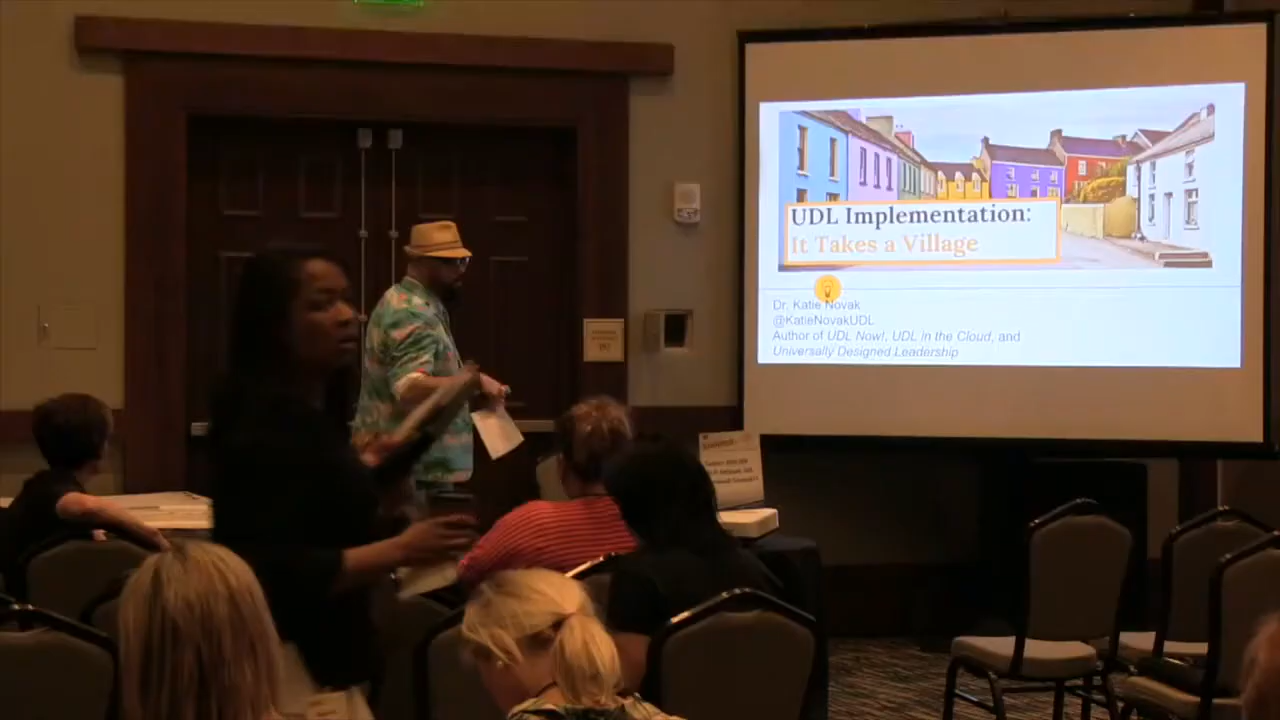 UDL Implementation:
It Takes a Village
Dr. Katie Novak
@KatieNovakUDL
Author of UDL Now!, UDL in the Cloud, and
Universally Designed Leadership